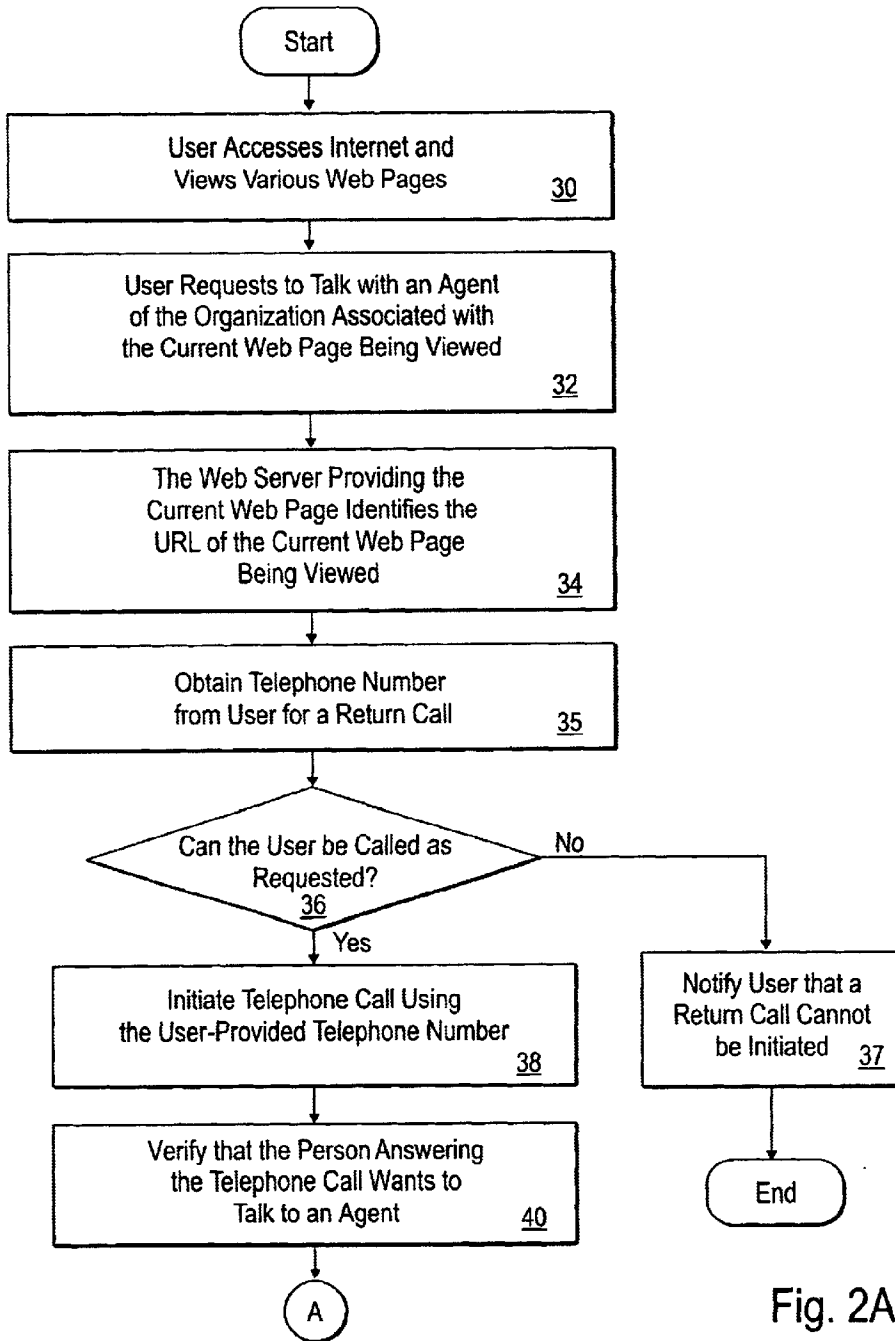 Start
User Accesses Internet and
Views Various Web Pages
30
User Requests to Talk with an Agent
of the Organization Associated with
the Current Web Page Being Viewed
32
The Web Server Providing the
Current Web Page Identifies the
URL of the Current Web Page
Being Viewed
34
Obtain Telephone Number
from User for a Return Call
35
Can the User be Called as
Requested?
36
No
Yes
Initiate Telephone Call Using
the User-Provided Telephone Number
38
Notify User that a
Return Call Cannot
be Initiated
37
Verify that the Person Answering
the Telephone Call Wants to
Talk to an Agent
40
End
A
Fig. 2A